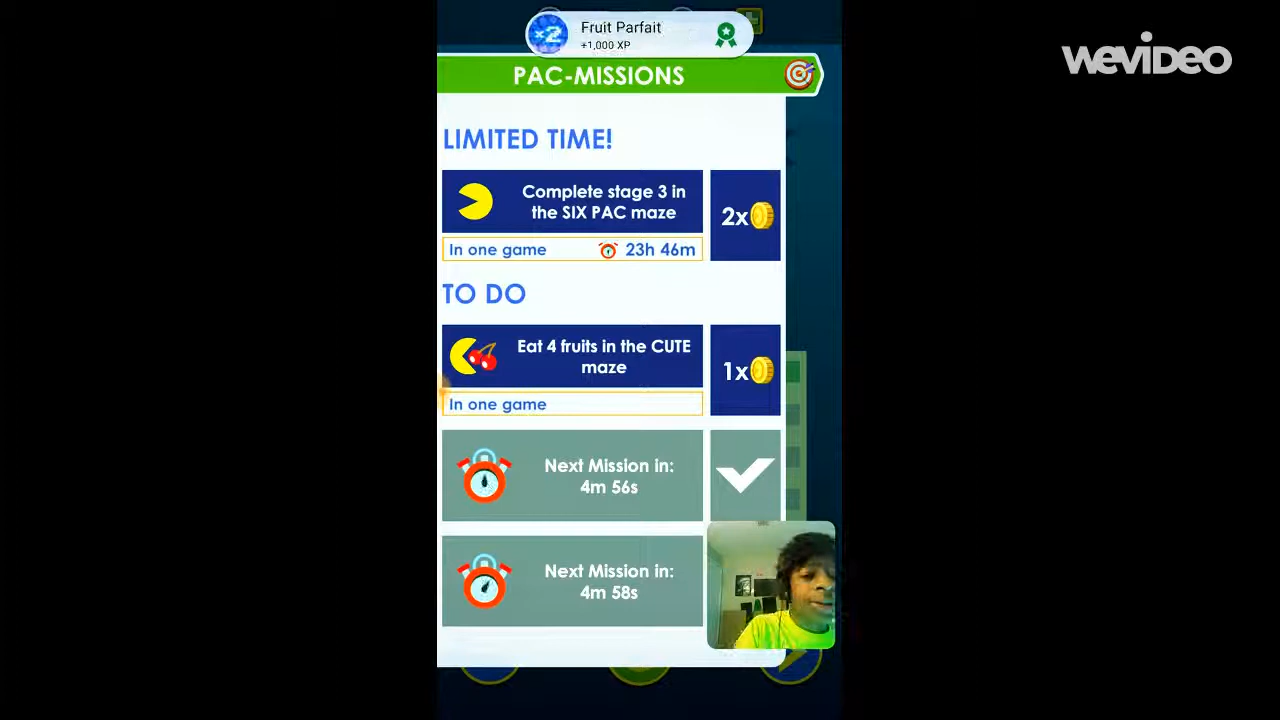 ×2
Fruit Parfait
+1,000 XP
WEVIDEO
PAC-MISSIONS
LIMITED TIME!
Complete stage 3 in
the SIX PAC maze
2x
In one game
23h 46m
TO DO
Eat 4 fruits in the CUTE
maze
1x
In one game
Next Mission in:
4m 56s
Next Mission in:
4m 58s